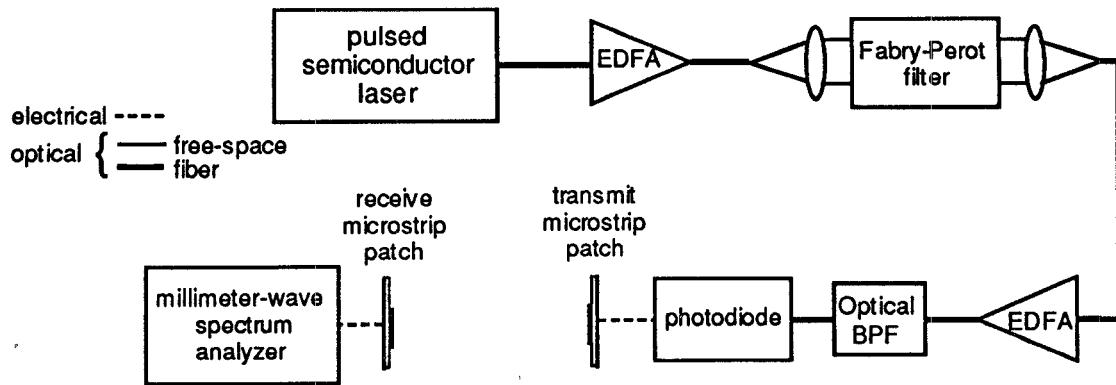 pulsed
semiconductor
laser
EDFA
Fabry-Perot
filter
electrical
optical
free-space
fiber
receive
microstrip
patch
transmit
microstrip
patch
millimeter-wave
spectrum
analyzer
photodiode
Optical
BPF
EDFA